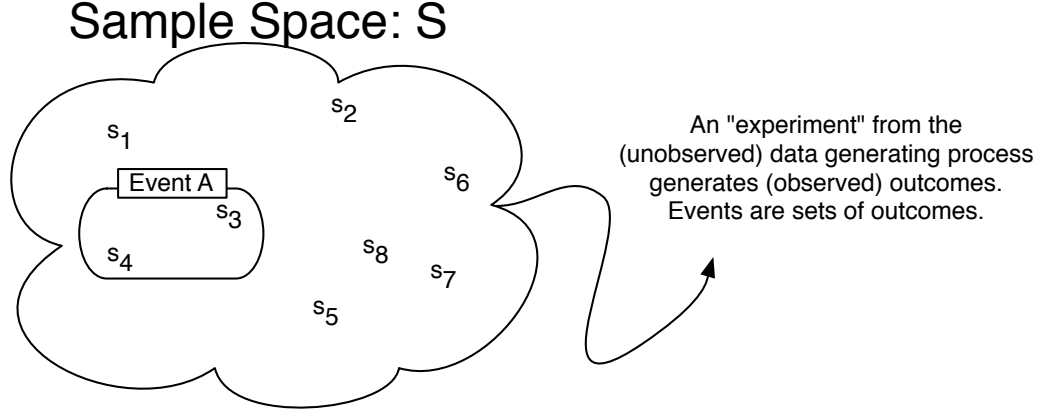 Sample Space: S
s2
s1
An "experiment" from the
(unobserved) data generating process
generates (observed) outcomes.
Events are sets of outcomes.
s6
Event A
s3
s8
s4
s7
s5